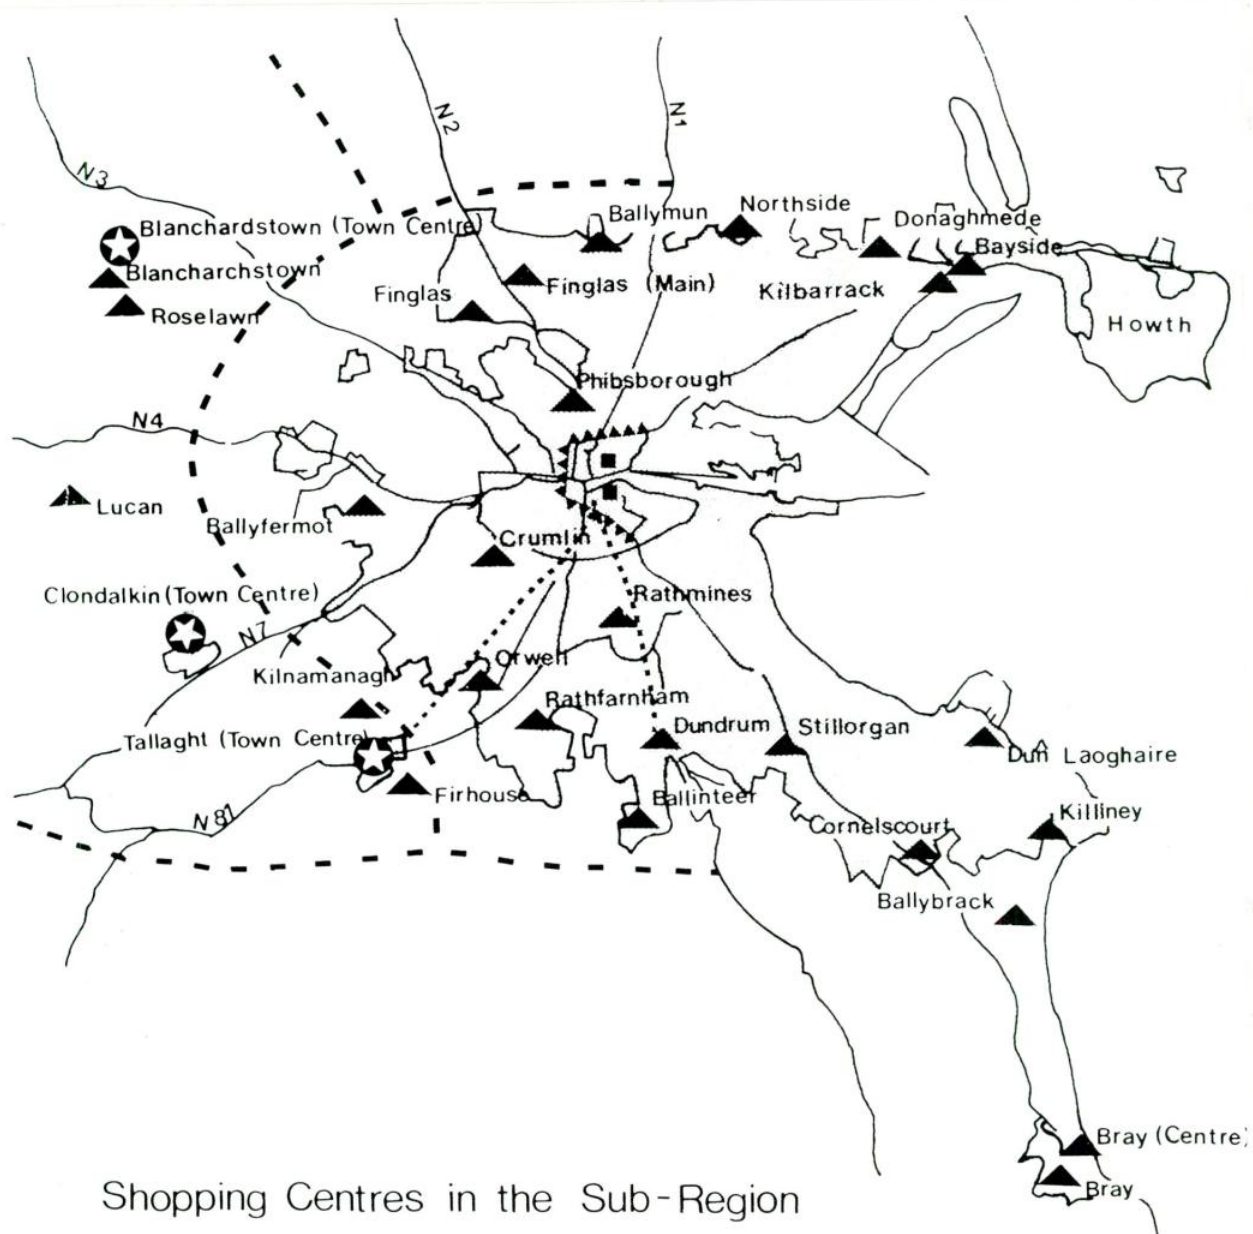 N2
N1
N3
Northside
Ballymun
Donaghmede
Blanchardstown (Town Centre)
Bayside
Blancharchstown
Finglas (Main)
Kilbarrack
Finglas
Roselawn
Howth
Phibsborough
N4
Lucan
Ballyfermot
Crumlin
Clondalkin (Town Centre)
Rathmines
N7
Orwell
Kilnamanagh
Rathfarnham
Dundrum
Stillorgan
Tallaght (Town Centre)
Dun Laoghaire
Firhouse
Ballinteer
Killiney
N81
Cornelscourt
Ballybrack
Bray (Centre)
Bray
Shopping Centres in the Sub-Region